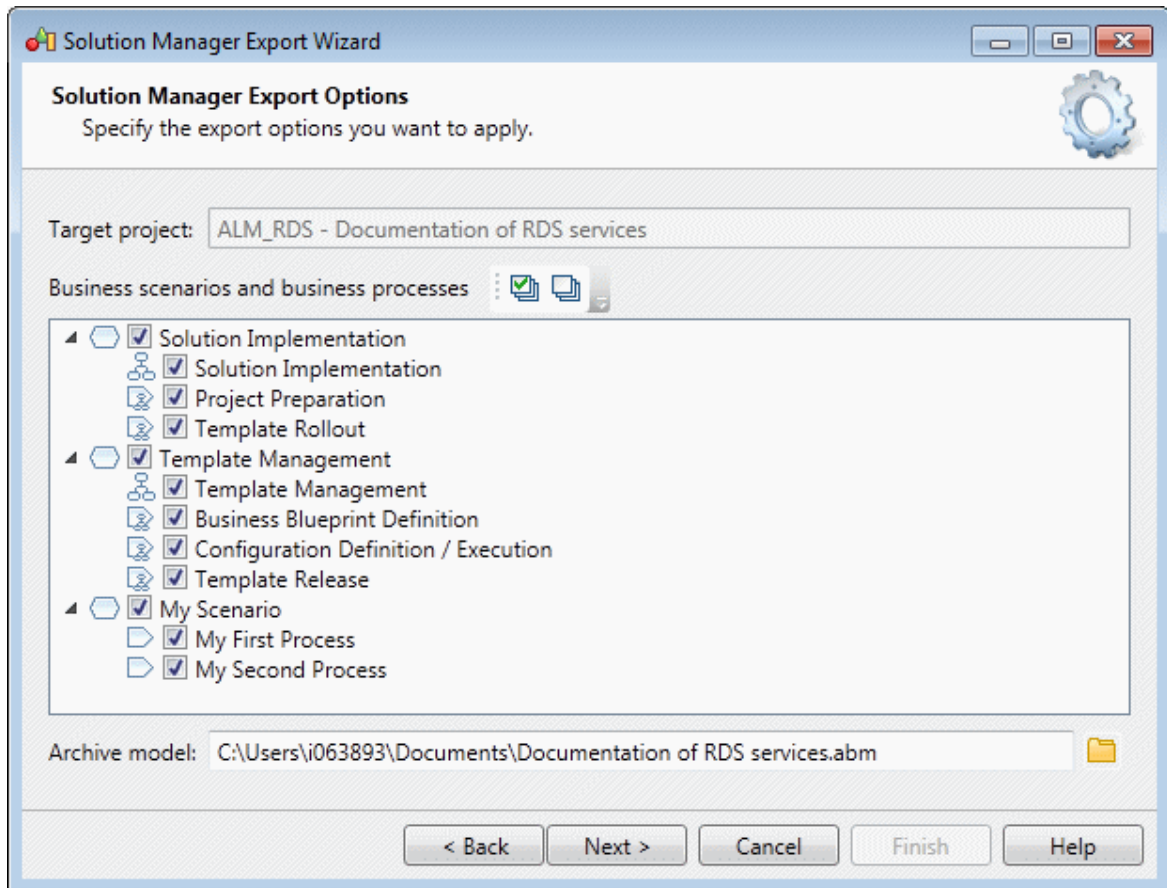 Solution Manager Export Wizard
Solution Manager Export Options
Specify the export options you want to apply.
Target project: ALM_RDS - Documentation of RDS services
Business scenarios and business processes
Solution Implementation
Solution Implementation
Project Preparation
Template Rollout
Template Management
Template Management
Business Blueprint Definition
Configuration Definition / Execution
Template Release
My Scenario
My First Process
My Second Process
Archive model: C:\Users\i063893\Documents\Documentation of RDS services.abm
< Back Next > Cancel Finish Help